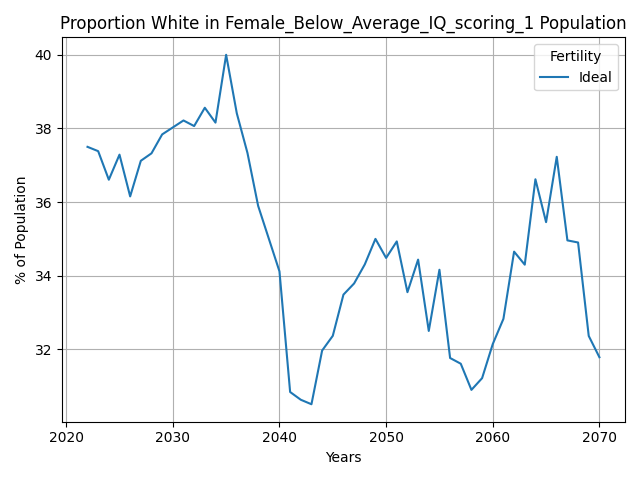 Proportion White in Female_Below_Average_IQ_scoring_1 Population
Fertility
Ideal
% of Population
40
38
36
34
32
2020
2030
2040
2050
2060
2070
Years